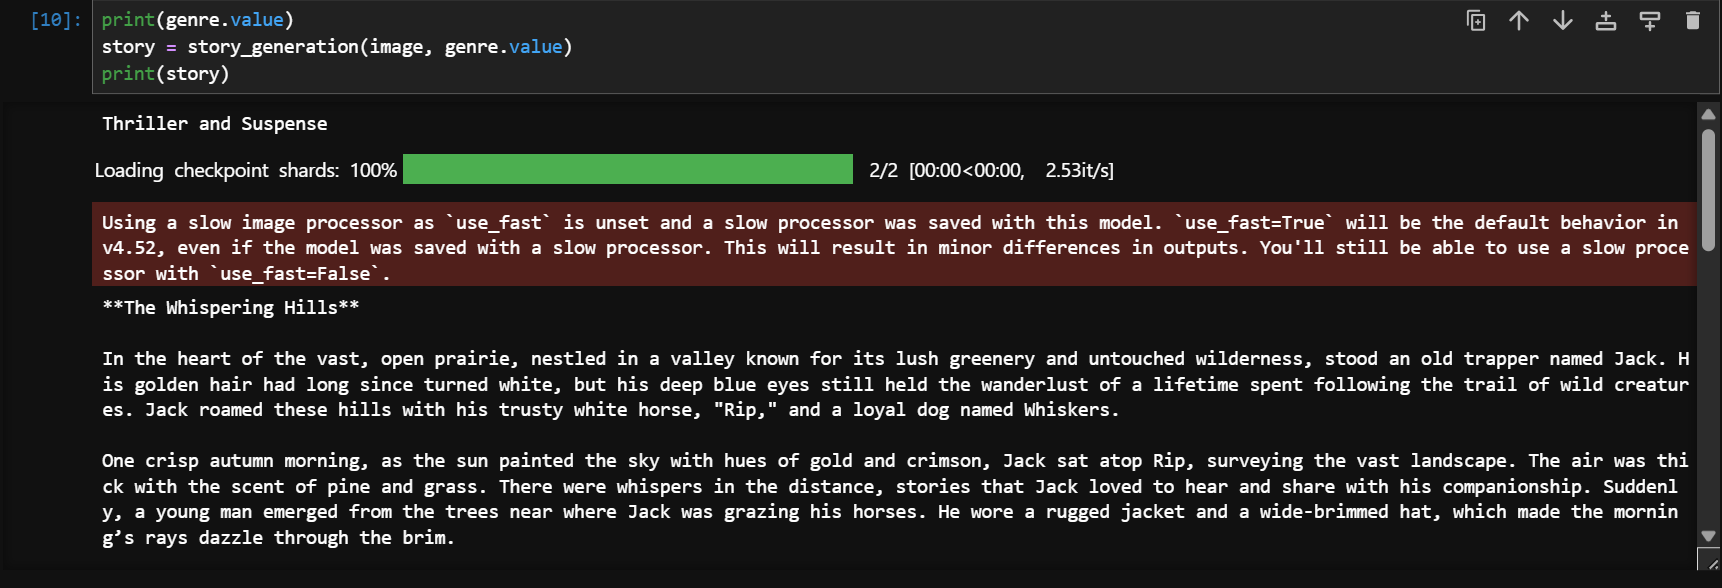 [10]:
print(genre.value)
story = story_generation(image, genre.value)
print(story)
Thriller and Suspense
Loading checkpoint shards: 100% 2/2 [00:00<00:00, 2.53it/s]
Using a slow image processor as `use_fast` is unset and a slow processor was saved with this model. `use_fast=True` will be the default behavior in
v4.52, even if the model was saved with a slow processor. This will result in minor differences in outputs. You'll still be able to use a slow proce
ssor with `use_fast=False`.
**The Whispering Hills**
In the heart of the vast, open prairie, nestled in a valley known for its lush greenery and untouched wilderness, stood an old trapper named Jack. H
is golden hair had long since turned white, but his deep blue eyes still held the wanderlust of a lifetime spent following the trail of wild creatur
es. Jack roamed these hills with his trusty white horse, "Rip," and a loyal dog named Whiskers.
One crisp autumn morning, as the sun painted the sky with hues of gold and crimson, Jack sat atop Rip, surveying the vast landscape. The air was thi
ck with the scent of pine and grass. There were whispers in the distance, stories that Jack loved to hear and share with his companionship. Suddenl
y, a young man emerged from the trees near where Jack was grazing his horses. He wore a rugged jacket and a wide-brimmed hat, which made the mornin
g’s rays dazzle through the brim.